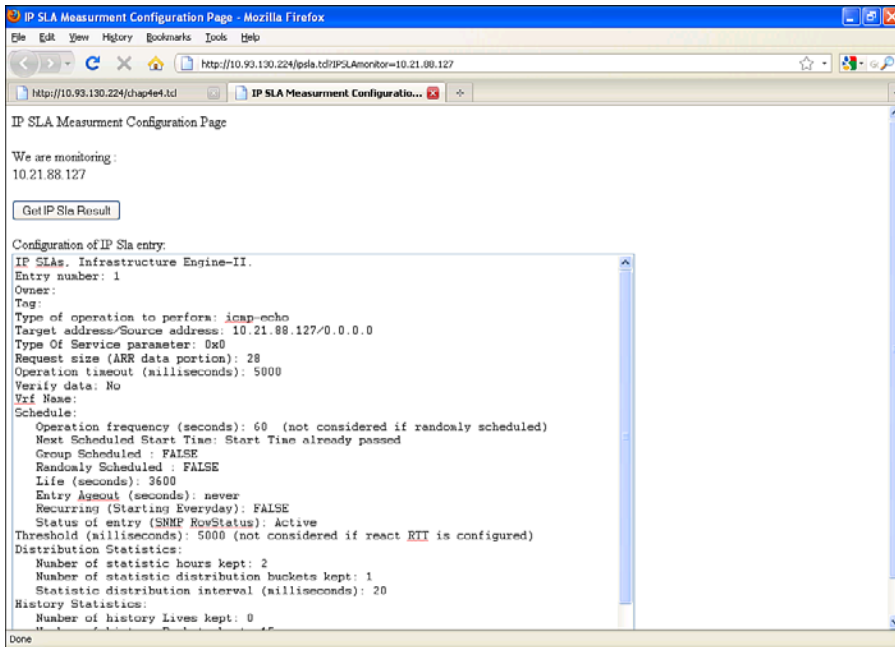 IP SLA Measurment Configuration Page - Mozilla Firefox
File Edit View History Bookmarks Tools Help
http://10.93.130.224/ipsla.tcl?IPSLAmonitor=10.21.88.127
http://10.93.130.224/chap4e4.tcl IP SLA Measurment Configuratio...
IP SLA Measurment Configuration Page
We are monitoring :
10.21.88.127
Get IP Sla Result
Configuration of IP Sla entry:
IP SLAs, Infrastructure Engine-II.
Entry number: 1
Owner:
Tag:
Type of operation to perform: icmp-echo
Target address/Source address: 10.21.88.127/0.0.0.0
Type Of Service parameter: 0x0
Request size (ARR data portion): 28
Operation timeout (milliseconds): 5000
Verify data: No
Vrf Name:
Schedule:
Operation frequency (seconds): 60 (not considered if randomly scheduled)
Next Scheduled Start Time: Start Time already passed
Group Scheduled : FALSE
Randomly Scheduled : FALSE
Life (seconds): 3600
Entry Ageout (seconds): never
Recurring (Starting Everyday): FALSE
Status of entry (SNMP RowStatus): Active
Threshold (milliseconds): 5000 (not considered if react RTT is configured)
Distribution Statistics:
Number of statistic hours kept: 2
Number of statistic distribution buckets kept: 1
Statistic distribution interval (milliseconds): 20
History Statistics:
Number of history Lives kept: 0
Done